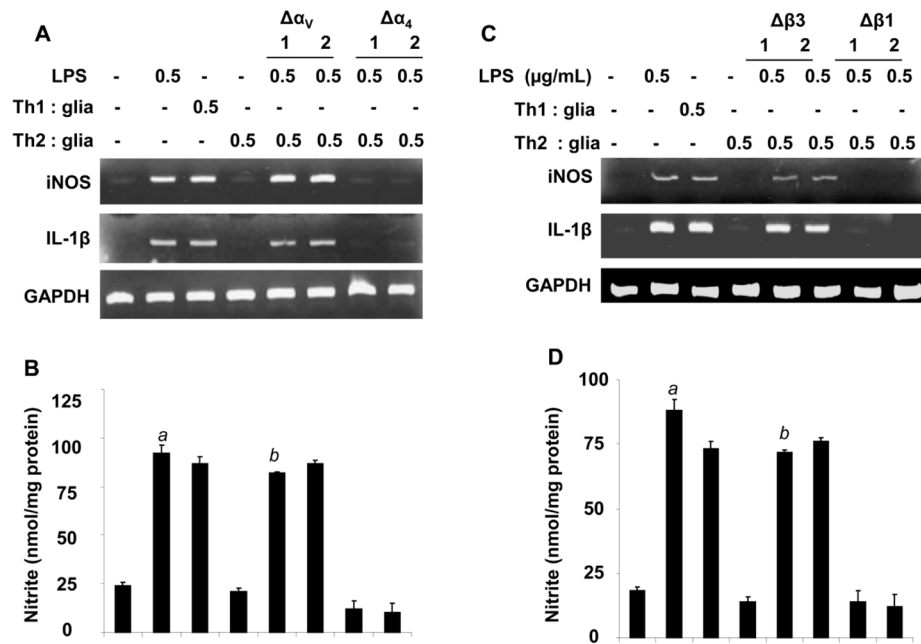 A
Δαv Δα4
1 2 1 2
LPS - 0.5 - - 0.5 0.5 0.5 0.5
Th1 : glia - - 0.5 - - - - -
Th2 : glia - - - 0.5 0.5 0.5 0.5 0.5
iNOS
IL-1β
GAPDH
B
Nitrite (nmol/mg protein)
125
100
75
50
25
0
a
b
C
Δβ3 Δβ1
1 2 1 2
LPS (µg/mL) - 0.5 - - 0.5 0.5 0.5 0.5
Th1 : glia - - 0.5 - - - - -
Th2 : glia - - - 0.5 0.5 0.5 0.5 0.5
iNOS
IL-1β
GAPDH
D
Nitrite (nmol/mg protein)
100
75
50
25
0
a
b